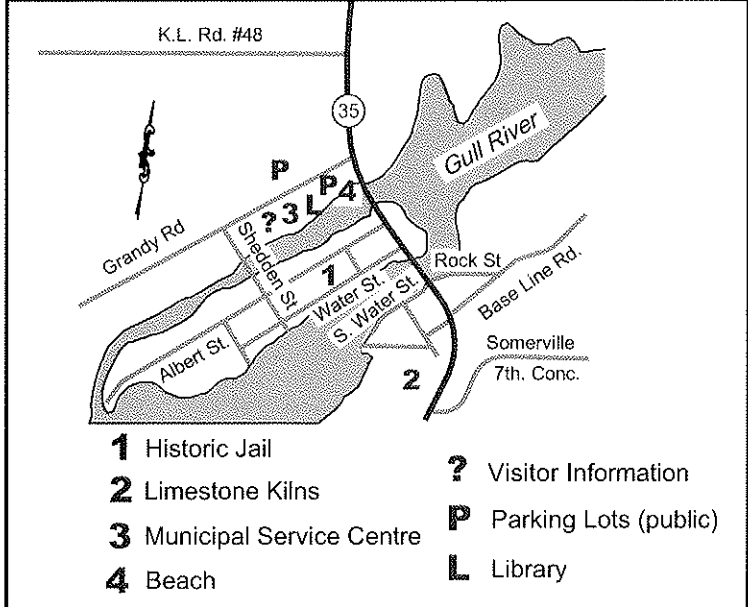 K.L. Rd. #48
35
Gull River
P
P
4
L
3
?
Grandy Rd
Shedden St
1
Rock St
Water St.
S. Water St.
Base Line Rd.
Albert St.
Somerville
7th. Conc.
2
1 Historic Jail
2 Limestone Kilns
3 Municipal Service Centre
4 Beach
? Visitor Information
P Parking Lots (public)
L Library